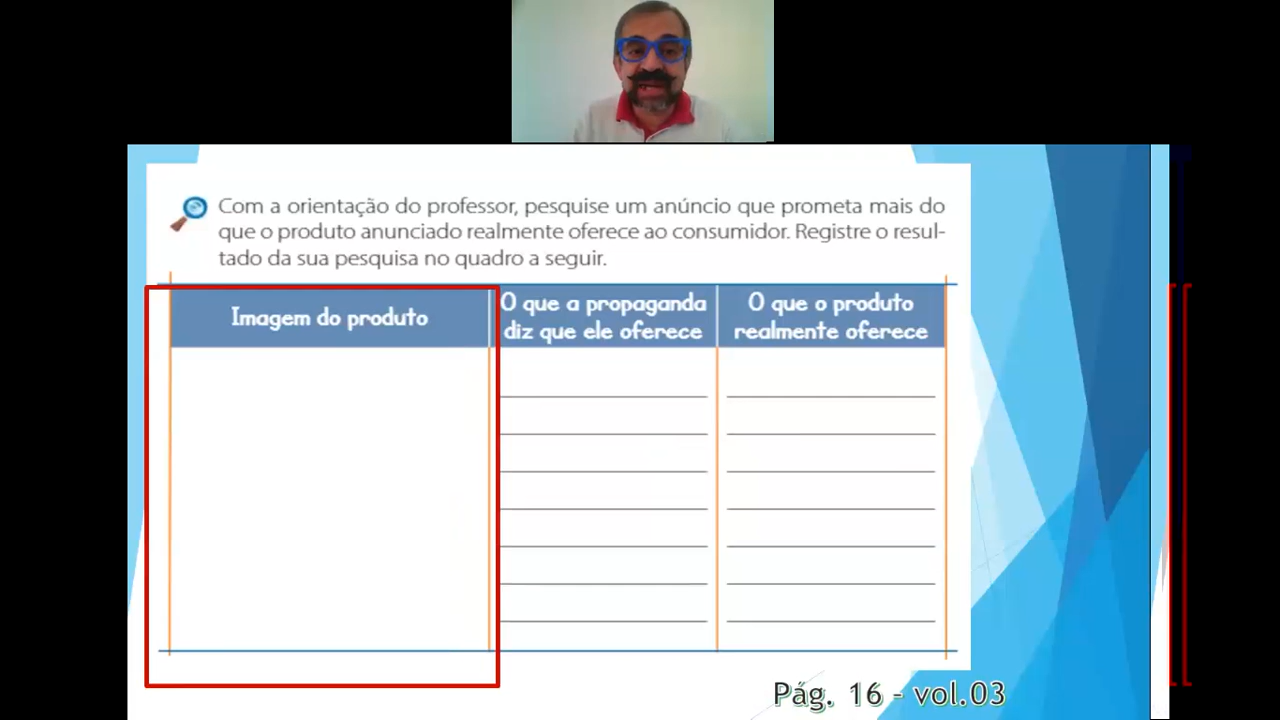 Com a orientação do professor, pesquise um anúncio que prometa mais do
que o produto anunciado realmente oferece ao consumidor. Registre o resul-
tado da sua pesquisa no quadro a seguir.
Imagem do produto
O que a propaganda
diz que ele oferece
O que o produto
realmente oferece
Pág. 16 - vol.03